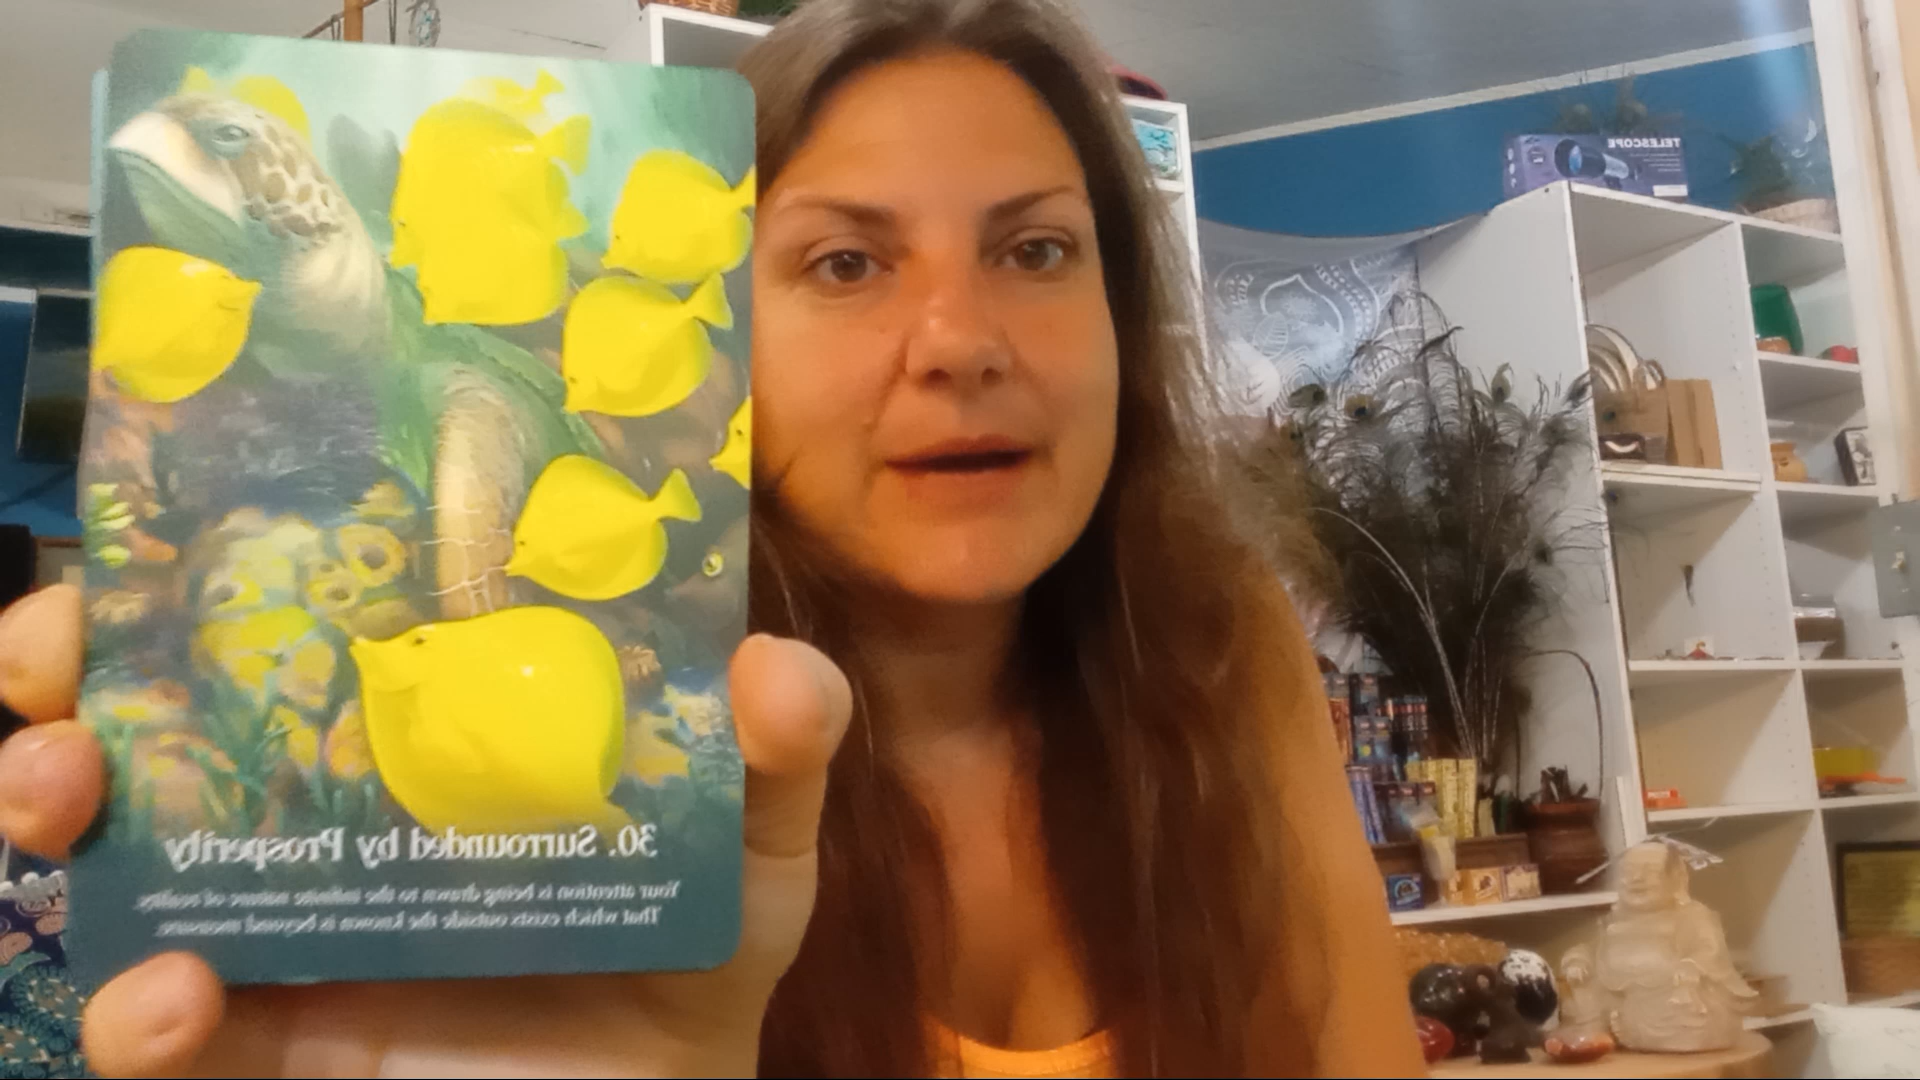 TELESCOPE
30. Surrounded by Prosperity
Your attention is being drawn to the infinite nature of reality.
That which exists outside the known is beyond measure.